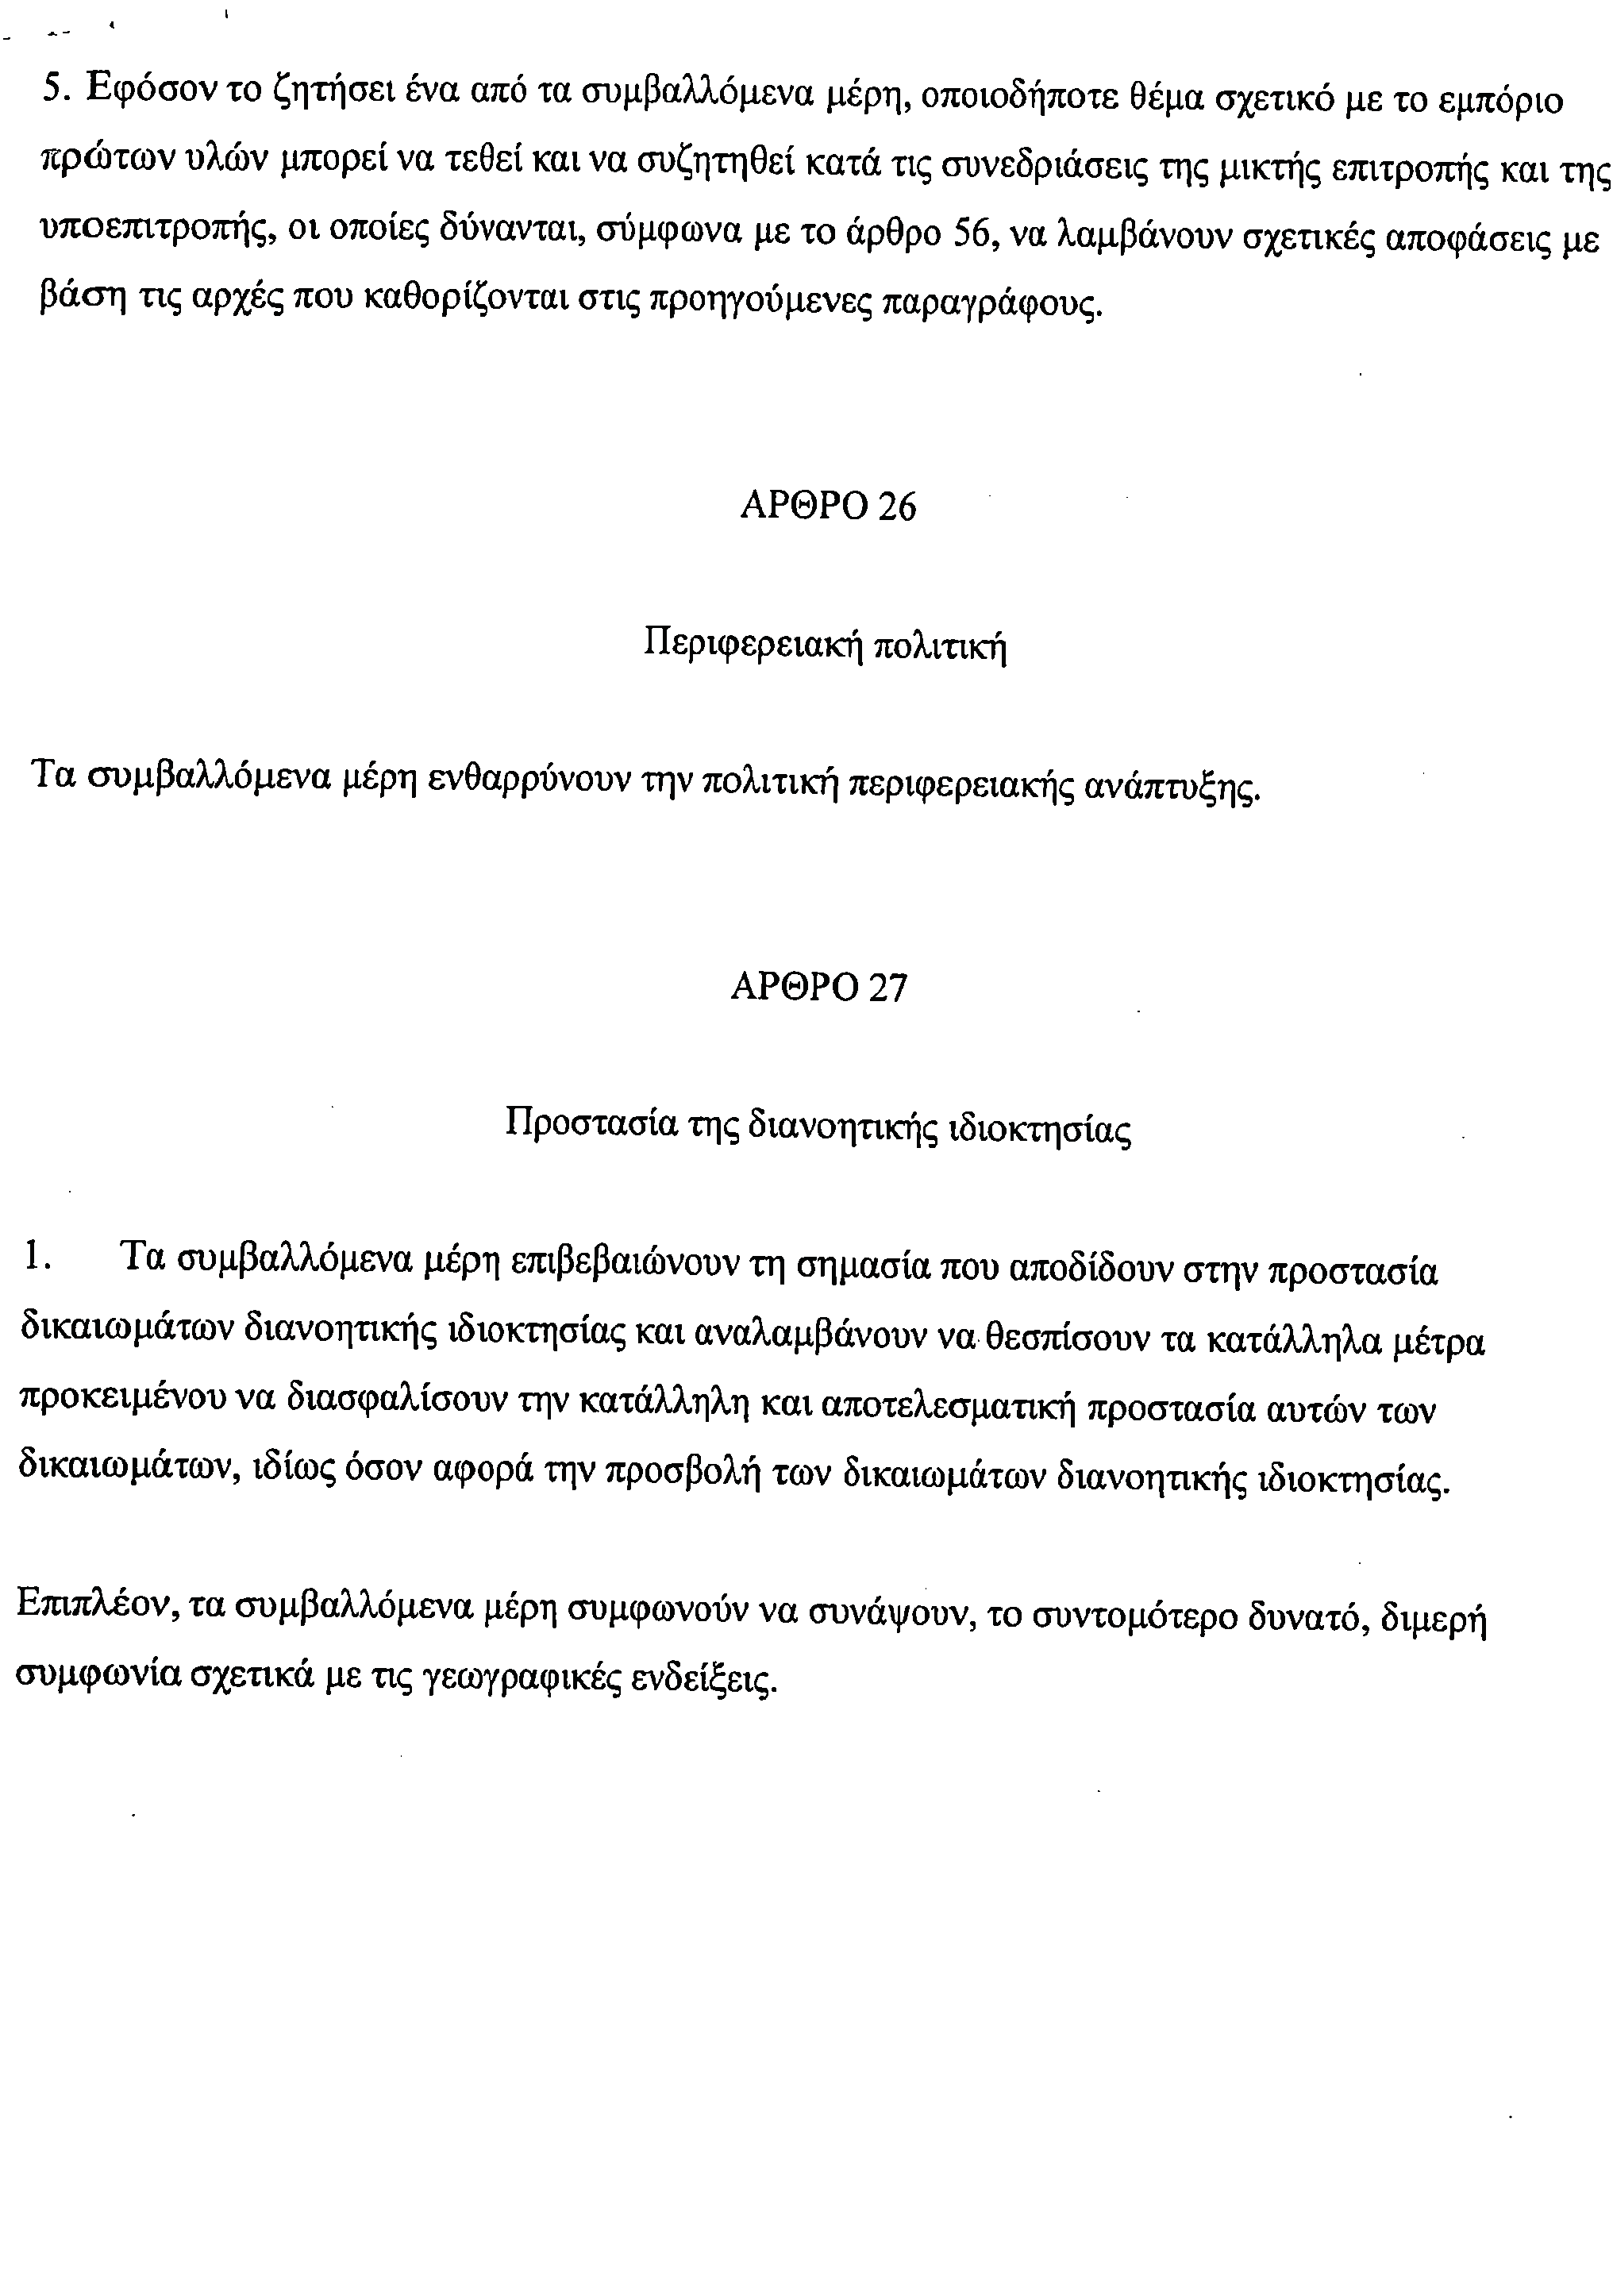 5. Εφόσον το ζητήσει ένα από τα συμβαλλόμενα μέρη, οποιοδήποτε θέμα σχετικό με το εμπόριο
πρώτων υλών μπορεί να τεθεί και να συζητηθεί κατά τις συνεδριάσεις της μικτής επιτροπής και της
υποεπιτροπής, οι οποίες δύνανται, σύμφωνα με το άρθρο 56, να λαμβάνουν σχετικές αποφάσεις με
βάση τις αρχές που καθορίζονται στις προηγούμενες παραγράφους.
ΑΡΘΡΟ 26
Περιφερειακή πολιτική
Τα συμβαλλόμενα μέρη ενθαρρύνουν την πολιτική περιφερειακής ανάπτυξης.
ΑΡΘΡΟ 27
Προστασία της διανοητικής ιδιοκτησίας
1. Τα συμβαλλόμενα μέρη επιβεβαιώνουν τη σημασία που αποδίδουν στην προστασία
δικαιωμάτων διανοητικής ιδιοκτησίας και αναλαμβάνουν να θεσπίσουν τα κατάλληλα μέτρα
προκειμένου να διασφαλίσουν την κατάλληλη και αποτελεσματική προστασία αυτών των
δικαιωμάτων, ιδίως όσον αφορά την προσβολή των δικαιωμάτων διανοητικής ιδιοκτησίας.
Επιπλέον, τα συμβαλλόμενα μέρη συμφωνούν να συνάψουν, το συντομότερο δυνατό, διμερή
συμφωνία σχετικά με τις γεωγραφικές ενδείξεις.